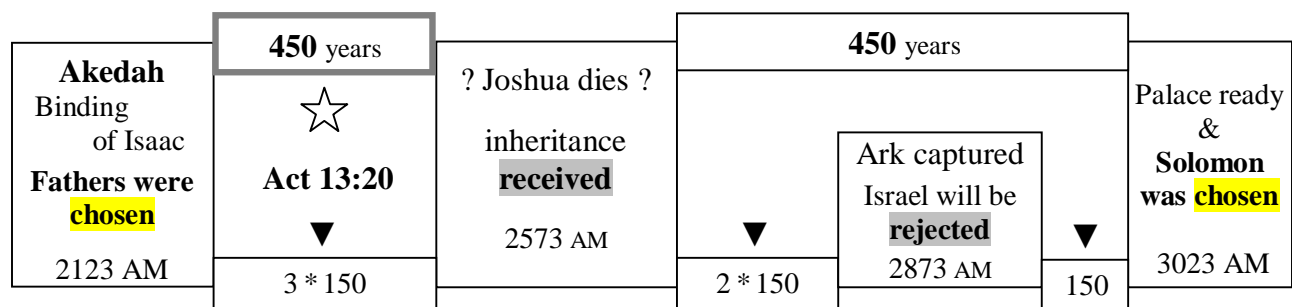 Akedah
Binding
of Isaac
Fathers were
chosen
2123 AM
450 years
Act 13:20
3 * 150
? Joshua dies ?
inheritance
received
2573 AM
450 years
2 * 150
Ark captured
Israel will be
rejected
2873 AM
150
Palace ready
&
Solomon
was chosen
3023 AM